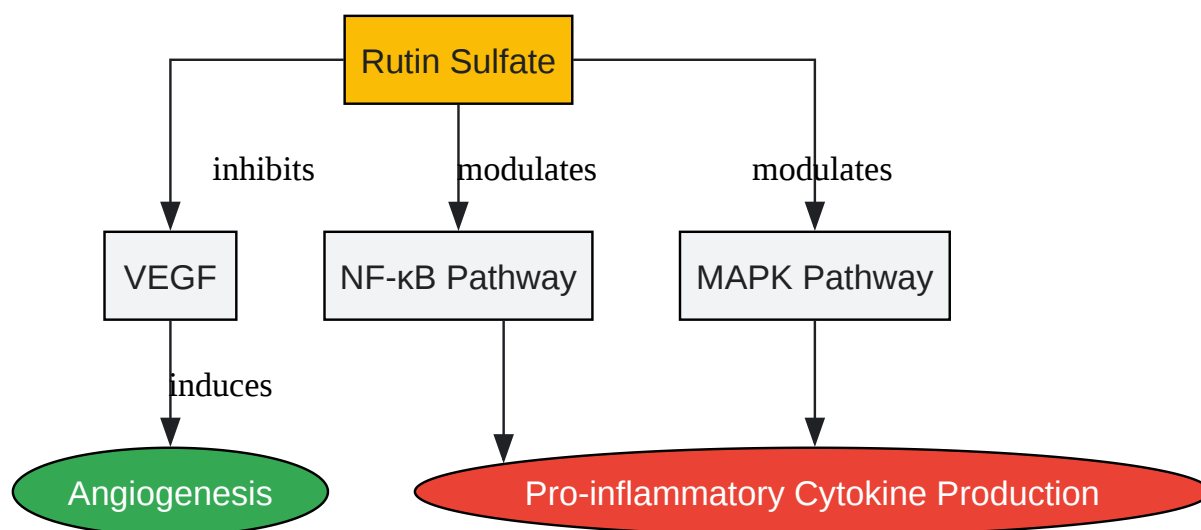 Rutin Sulfate
inhibits
modulates
modulates
VEGF
NF-κB Pathway
MAPK Pathway
induces
Angiogenesis
Pro-inflammatory Cytokine Production